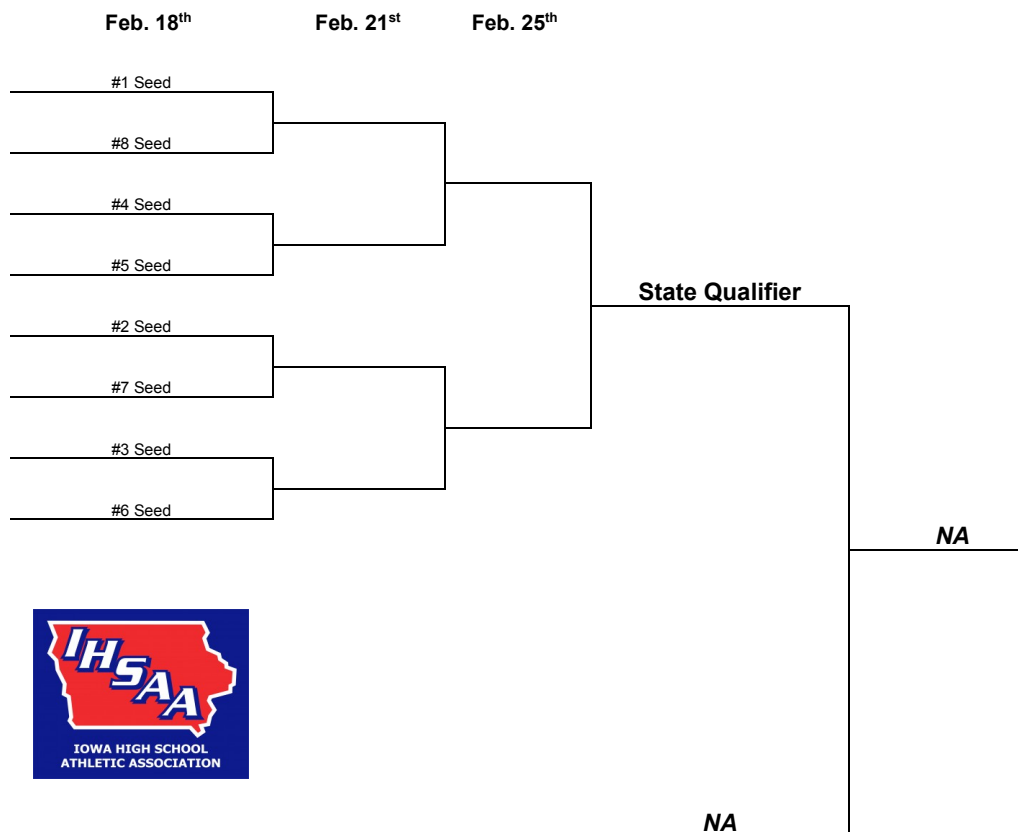 Feb. 18th Feb. 21st Feb. 25th
#1 Seed
#8 Seed
#4 Seed
#5 Seed
State Qualifier
#2 Seed
#7 Seed
#3 Seed
#6 Seed
NA
IHSAA
IOWA HIGH SCHOOL
ATHLETIC ASSOCIATION
NA